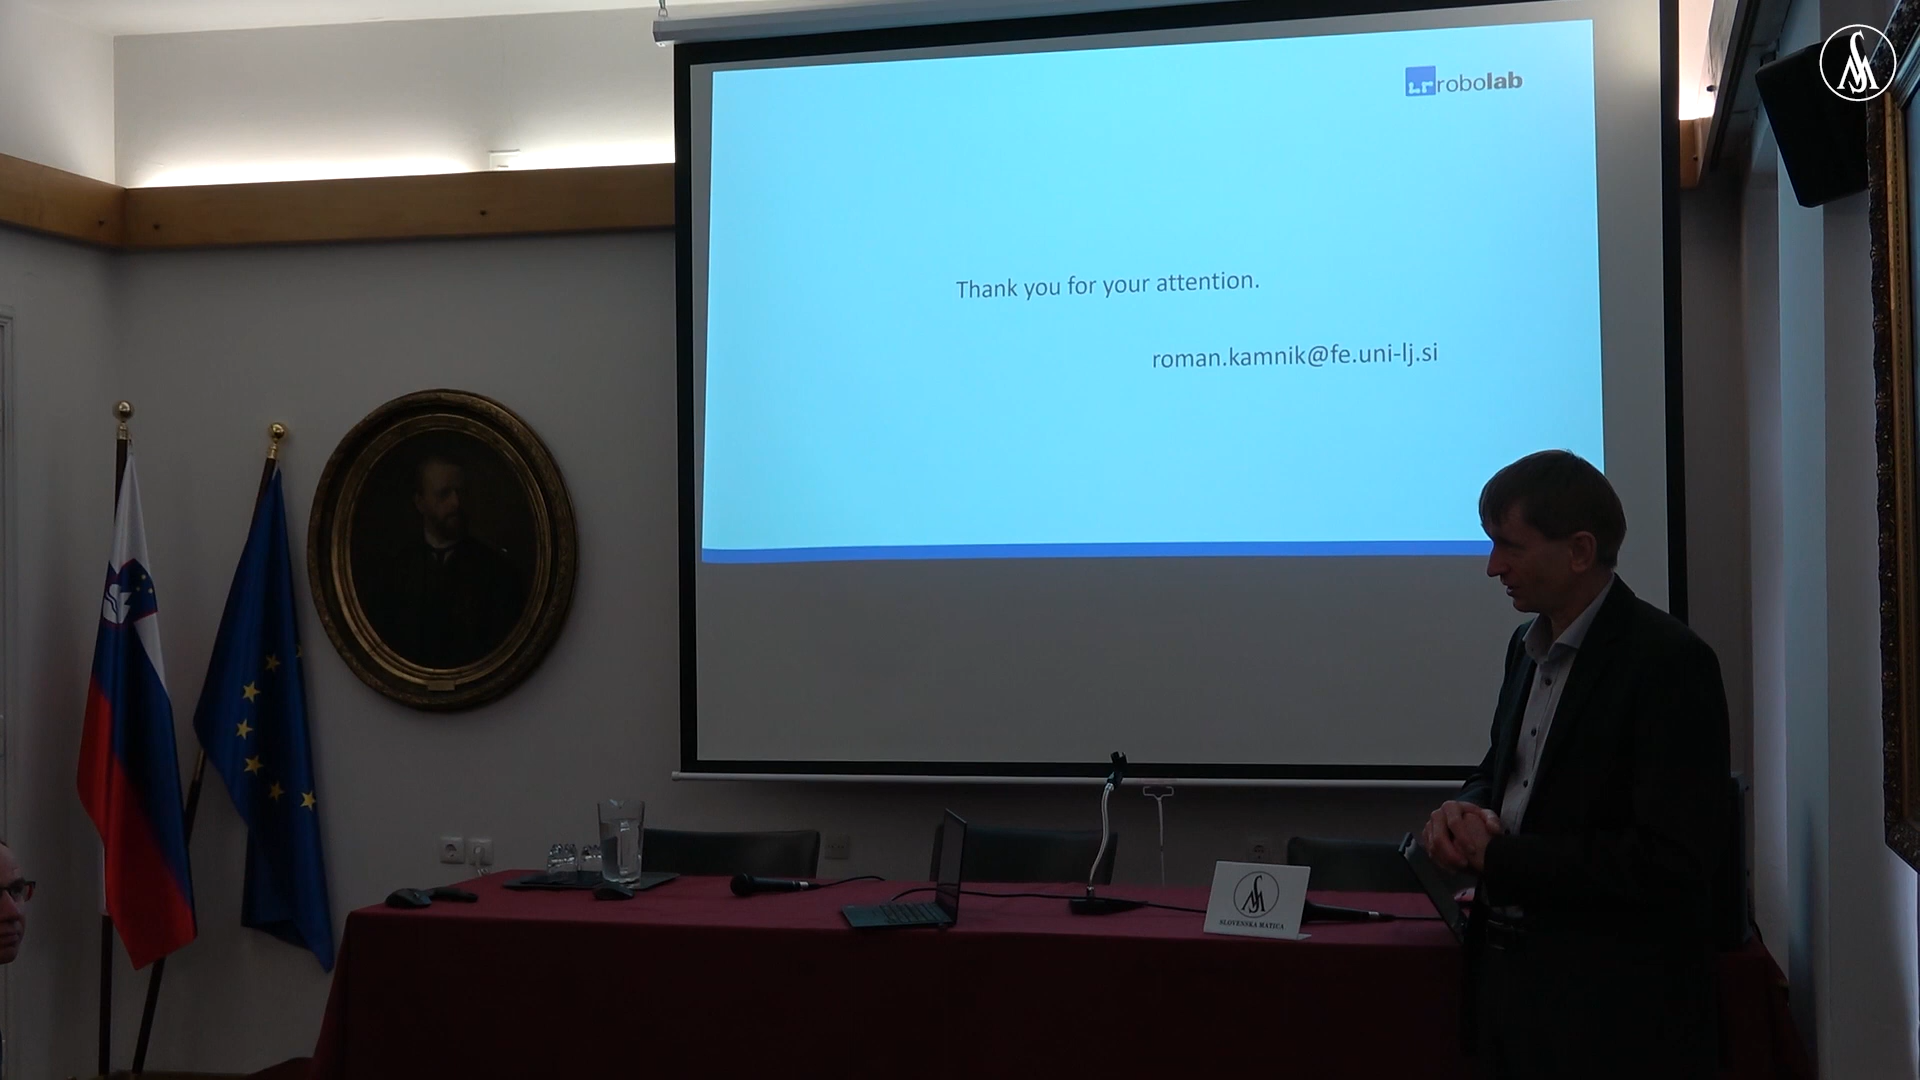 robolab
Thank you for your attention.
roman.kamnik@fe.uni-lj.si
SLOVENSKA MATICA